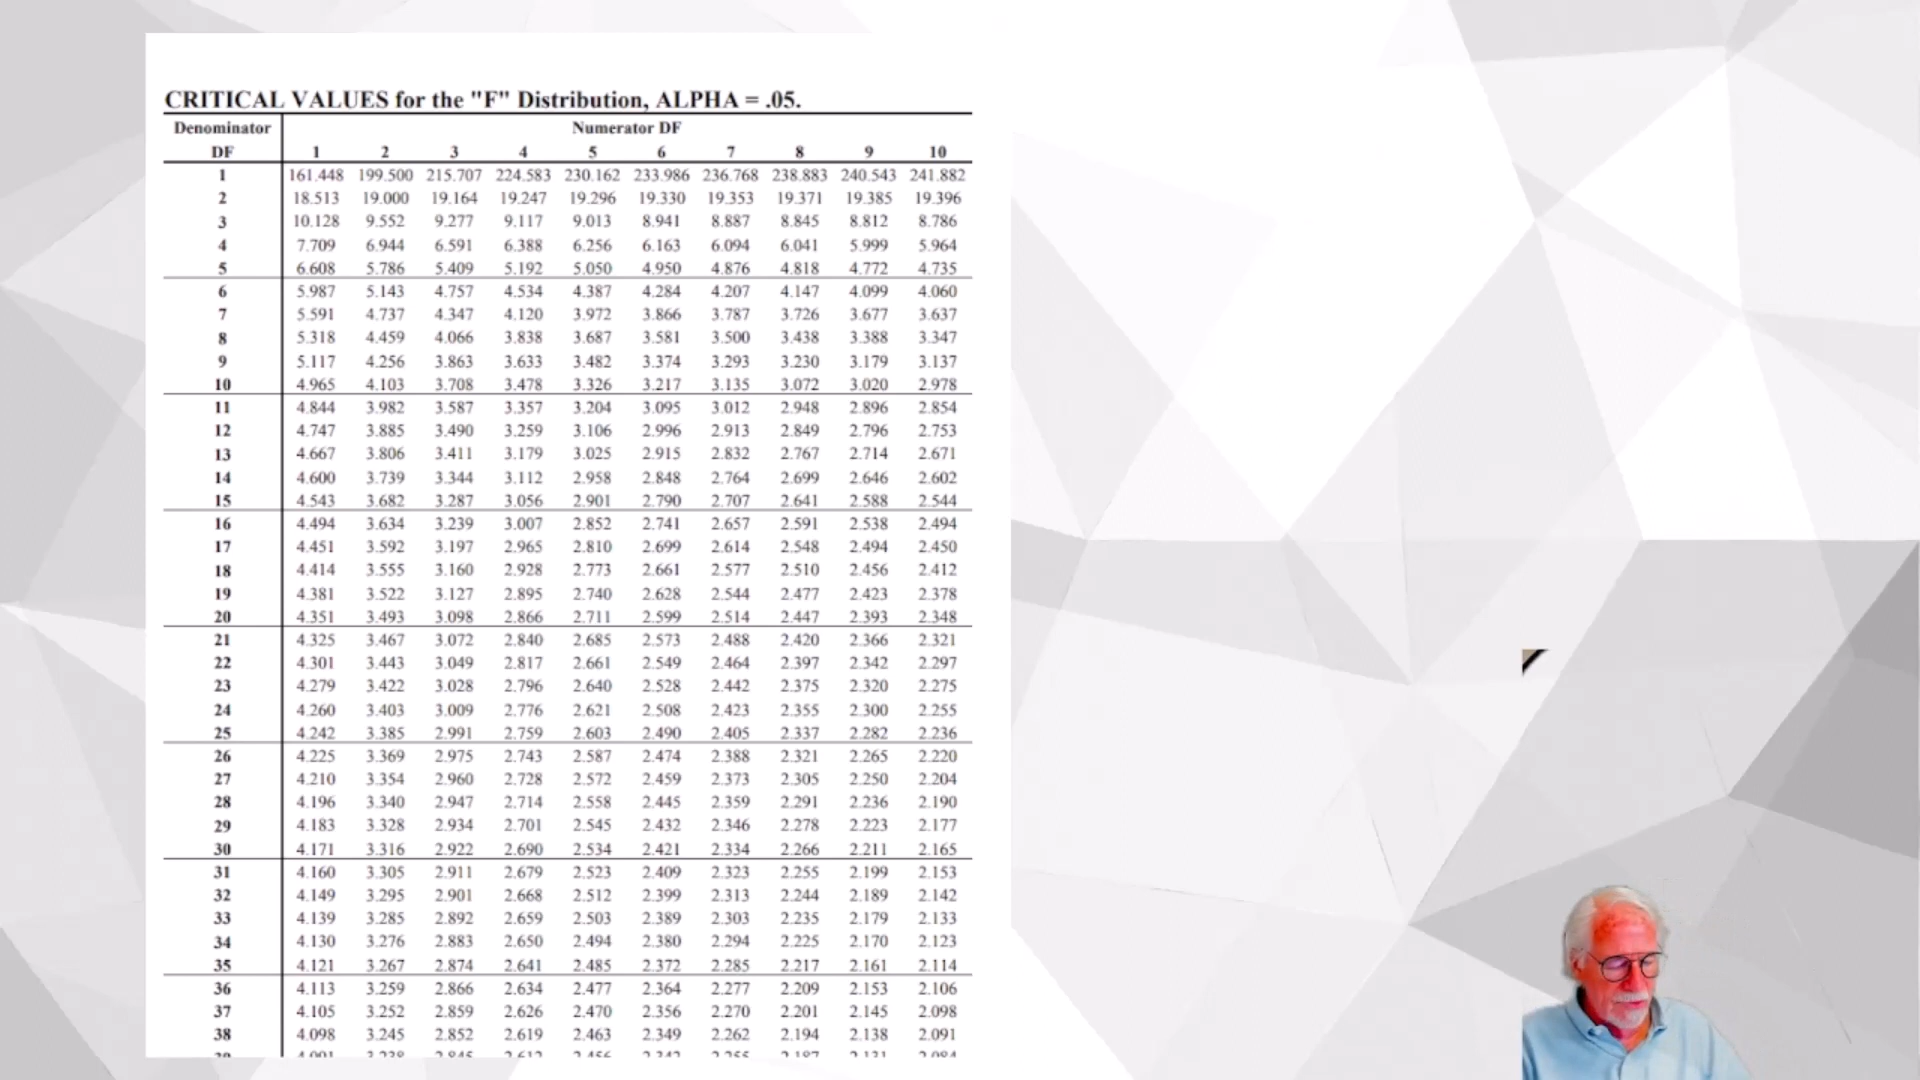 CRITICAL VALUES for the "F" Distribution, ALPHA = .05.
Denominator Numerator DF
DF 1 2 3 4 5 6 7 8 9 10
1 161.448 199.500 215.707 224.583 230.162 233.986 236.768 238.883 240.543 241.882
2 18.513 19.000 19.164 19.247 19.296 19.330 19.353 19.371 19.385 19.396
3 10.128 9.552 9.277 9.117 9.013 8.941 8.887 8.845 8.812 8.786
4 7.709 6.944 6.591 6.388 6.256 6.163 6.094 6.041 5.999 5.964
5 6.608 5.786 5.409 5.192 5.050 4.950 4.876 4.818 4.772 4.735
6 5.987 5.143 4.757 4.534 4.387 4.284 4.207 4.147 4.099 4.060
7 5.591 4.737 4.347 4.120 3.972 3.866 3.787 3.726 3.677 3.637
8 5.318 4.459 4.066 3.838 3.687 3.581 3.500 3.438 3.388 3.347
9 5.117 4.256 3.863 3.633 3.482 3.374 3.293 3.230 3.179 3.137
10 4.965 4.103 3.708 3.478 3.326 3.217 3.135 3.072 3.020 2.978
11 4.844 3.982 3.587 3.357 3.204 3.095 3.012 2.948 2.896 2.854
12 4.747 3.885 3.490 3.259 3.106 2.996 2.913 2.849 2.796 2.753
13 4.667 3.806 3.411 3.179 3.025 2.915 2.832 2.767 2.714 2.671
14 4.600 3.739 3.344 3.112 2.958 2.848 2.764 2.699 2.646 2.602
15 4.543 3.682 3.287 3.056 2.901 2.790 2.707 2.641 2.588 2.544
16 4.494 3.634 3.239 3.007 2.852 2.741 2.657 2.591 2.538 2.494
17 4.451 3.592 3.197 2.965 2.810 2.699 2.614 2.548 2.494 2.450
18 4.414 3.555 3.160 2.928 2.773 2.661 2.577 2.510 2.456 2.412
19 4.381 3.522 3.127 2.895 2.740 2.628 2.544 2.477 2.423 2.378
20 4.351 3.493 3.098 2.866 2.711 2.599 2.514 2.447 2.393 2.348
21 4.325 3.467 3.072 2.840 2.685 2.573 2.488 2.420 2.366 2.321
22 4.301 3.443 3.049 2.817 2.661 2.549 2.464 2.397 2.342 2.297
23 4.279 3.422 3.028 2.796 2.640 2.528 2.442 2.375 2.320 2.275
24 4.260 3.403 3.009 2.776 2.621 2.508 2.423 2.355 2.300 2.255
25 4.242 3.385 2.991 2.759 2.603 2.490 2.405 2.337 2.282 2.236
26 4.225 3.369 2.975 2.743 2.587 2.474 2.388 2.321 2.265 2.220
27 4.210 3.354 2.960 2.728 2.572 2.459 2.373 2.305 2.250 2.204
28 4.196 3.340 2.947 2.714 2.558 2.445 2.359 2.291 2.236 2.190
29 4.183 3.328 2.934 2.701 2.545 2.432 2.346 2.278 2.223 2.177
30 4.171 3.316 2.922 2.690 2.534 2.421 2.334 2.266 2.211 2.165
31 4.160 3.305 2.911 2.679 2.523 2.409 2.323 2.255 2.199 2.153
32 4.149 3.295 2.901 2.668 2.512 2.399 2.313 2.244 2.189 2.142
33 4.139 3.285 2.892 2.659 2.503 2.389 2.303 2.235 2.179 2.133
34 4.130 3.276 2.883 2.650 2.494 2.380 2.294 2.225 2.170 2.123
35 4.121 3.267 2.874 2.641 2.485 2.372 2.285 2.217 2.161 2.114
36 4.113 3.259 2.866 2.634 2.477 2.364 2.277 2.209 2.153 2.106
37 4.105 3.252 2.859 2.626 2.470 2.356 2.270 2.201 2.145 2.098
38 4.098 3.245 2.852 2.619 2.463 2.349 2.262 2.194 2.138 2.091